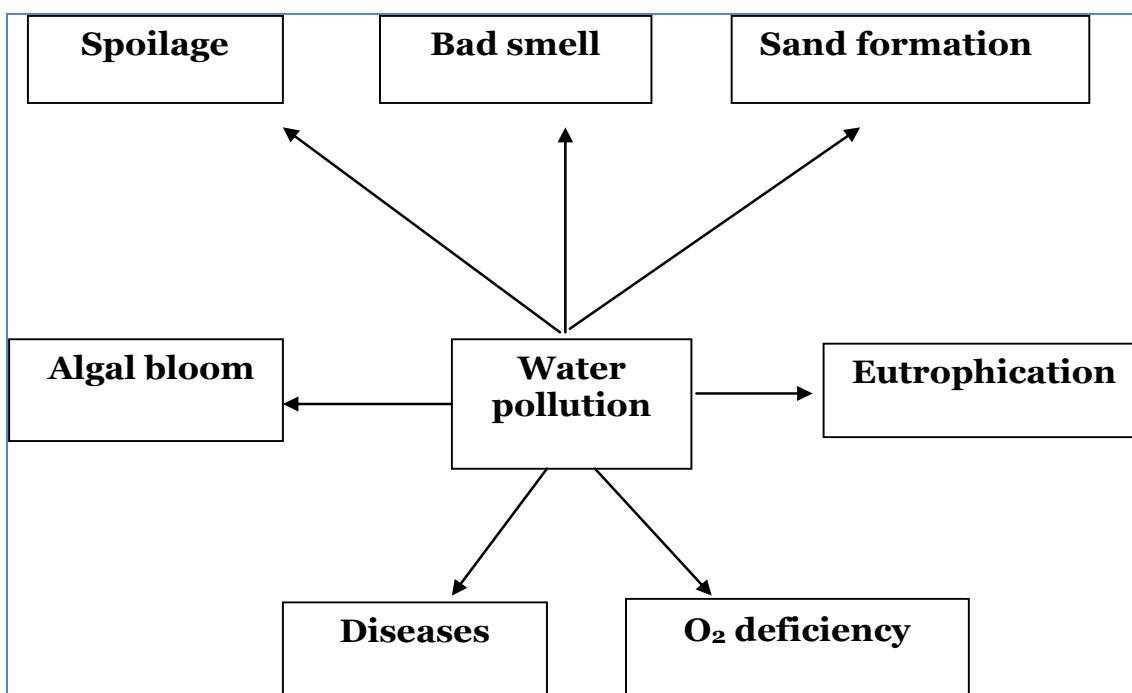 Spoilage
Bad smell
Sand formation
Algal bloom
Water
pollution
Eutrophication
Diseases
O₂ deficiency